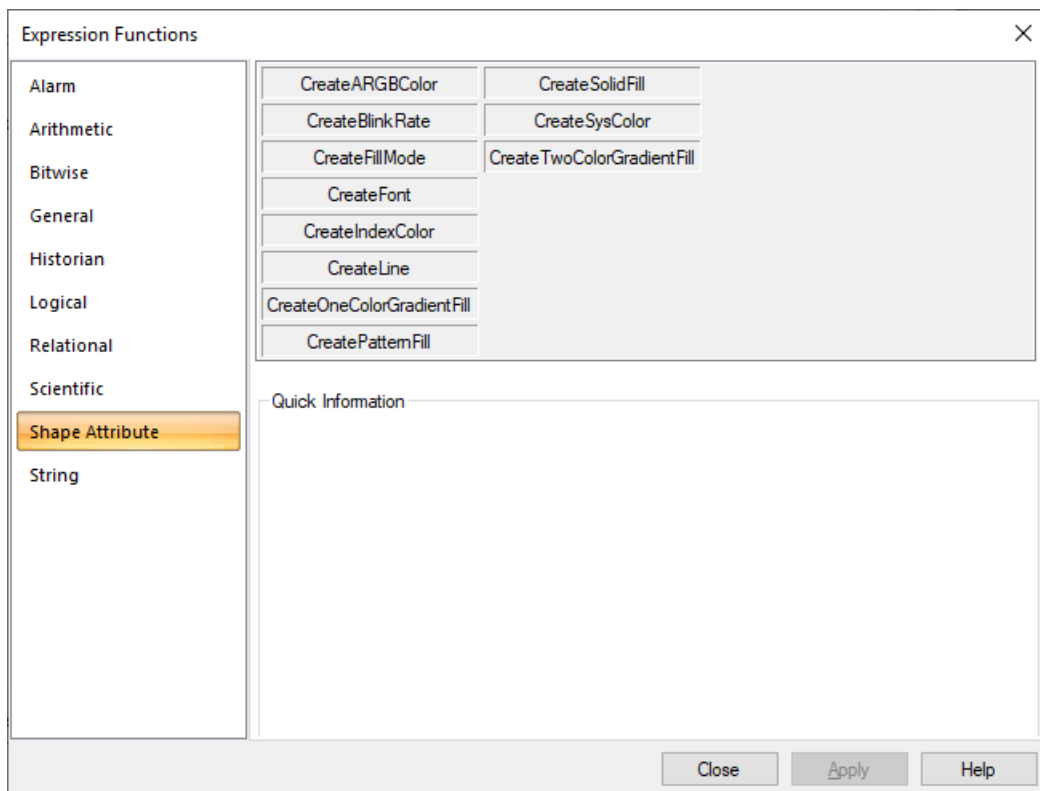 Expression Functions
Alarm
Arithmetic
Bitwise
General
Historian
Logical
Relational
Scientific
Shape Attribute
String
CreateARGBColor
CreateSolidFill
CreateBlinkRate
CreateSysColor
CreateFillMode
CreateTwoColorGradientFill
CreateFont
CreateIndexColor
CreateLine
CreateOneColorGradientFill
CreatePatternFill
Quick Information
Close
Apply
Help